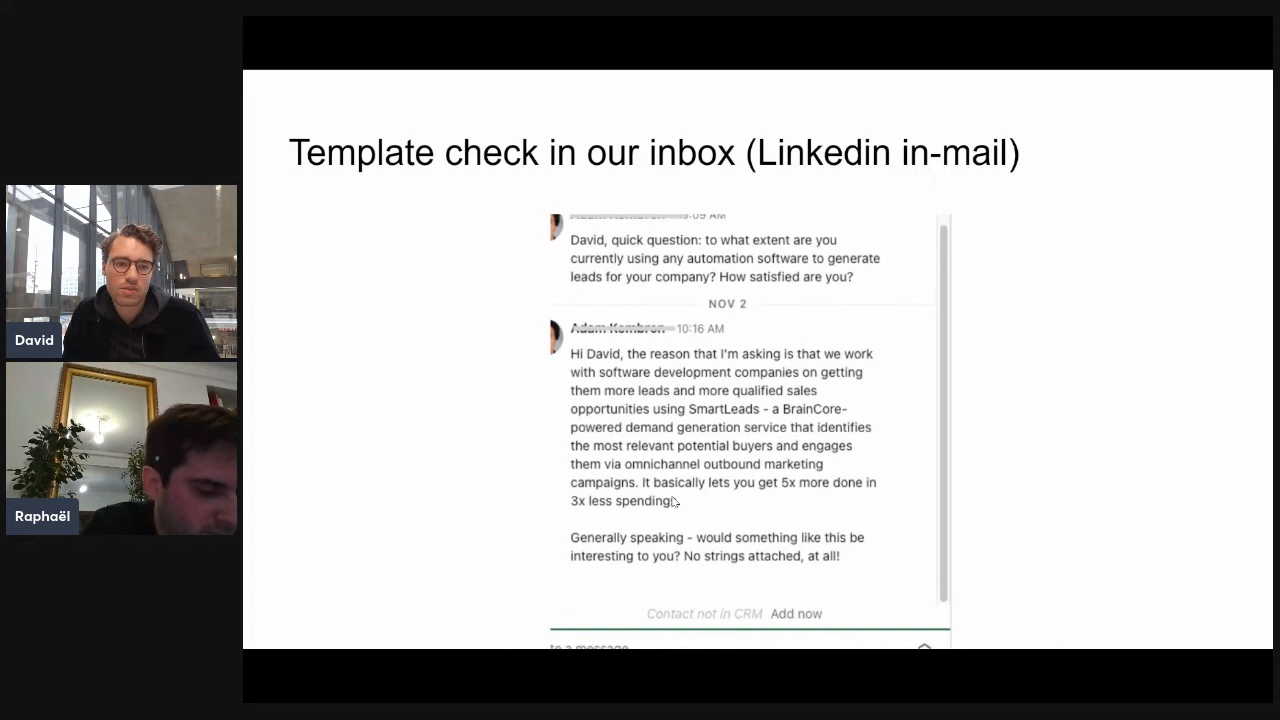 Template check in our inbox (Linkedin in-mail)
David, quick question: to what extent are you
currently using any automation software to generate
leads for your company? How satisfied are you?
NOV 2
Adam Kembron 10:16 AM
Hi David, the reason that I'm asking is that we work
with software development companies on getting
them more leads and more qualified sales
opportunities using SmartLeads - a BrainCore-
powered demand generation service that identifies
the most relevant potential buyers and engages
them via omnichannel outbound marketing
campaigns. It basically lets you get 5x more done in
3x less spending.
Generally speaking - would something like this be
interesting to you? No strings attached, at all!
Contact not in CRM Add now
David
Raphaël